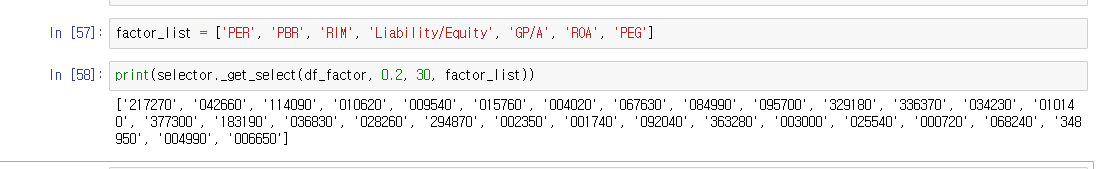 In [57]: factor_list = ['PER', 'PBR', 'RIM', 'Liability/Equity', 'GP/A', 'ROA', 'PEG']
In [58]: print(selector._get_select(df_factor, 0.2, 30, factor_list))
['217270', '042660', '114090', '010620', '009540', '015760', '004020', '067630', '084990', '095700', '329180', '336370', '034230', '01014
0', '377300', '183190', '036830', '028260', '294870', '002350', '001740', '092040', '363280', '003000', '025540', '000720', '068240', '348
950', '004990', '006650']